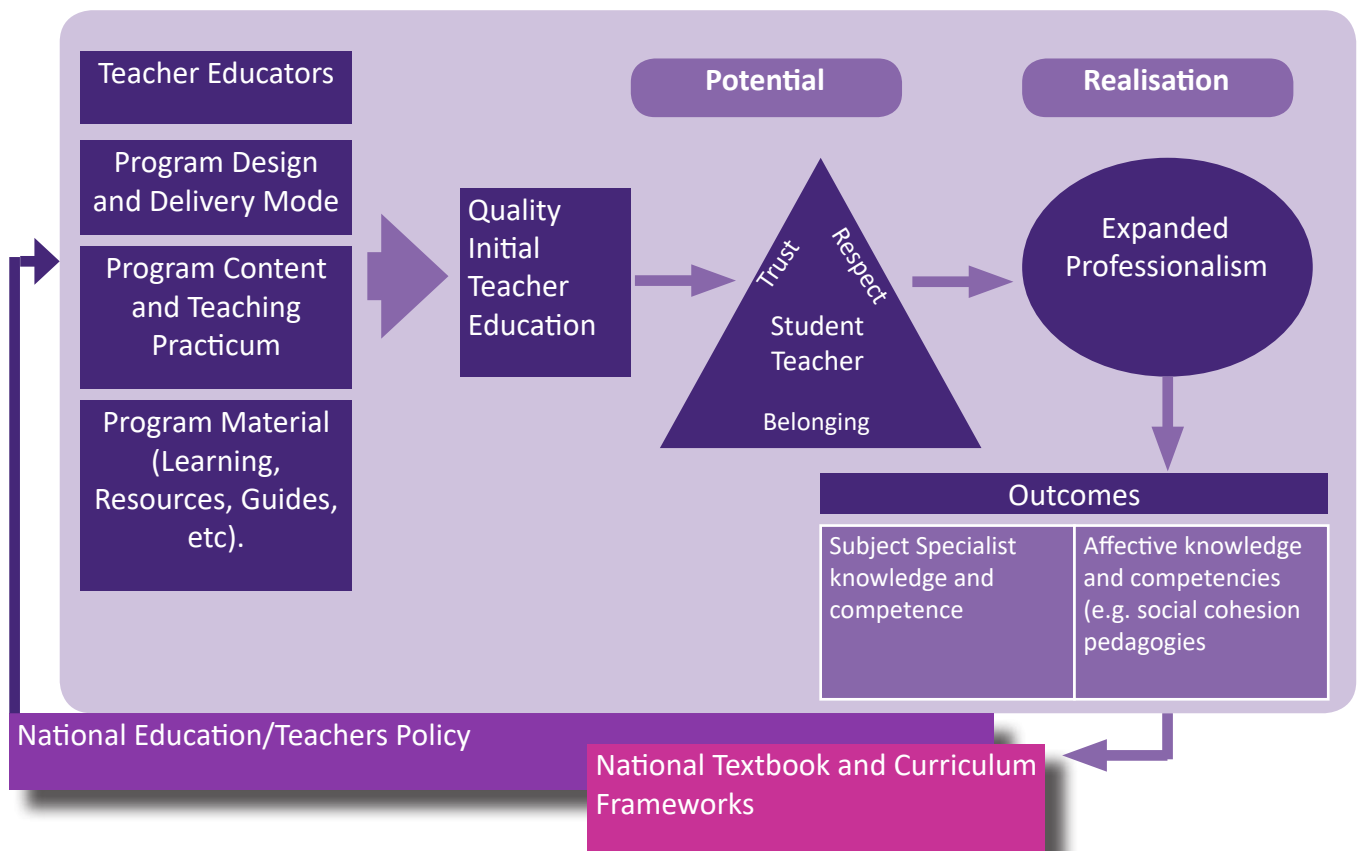 Teacher Educators
Program Design
and Delivery Mode
Program Content
and Teaching
Practicum
Program Material
(Learning,
Resources, Guides,
etc).
Quality
Initial
Teacher
Education
Potential
Trust
Respect
Student
Teacher
Belonging
Realisation
Expanded
Professionalism
Outcomes
Subject Specialist
knowledge and
competence
Affective knowledge
and competencies
(e.g. social cohesion
pedagogies
National Education/Teachers Policy
National Textbook and Curriculum
Frameworks